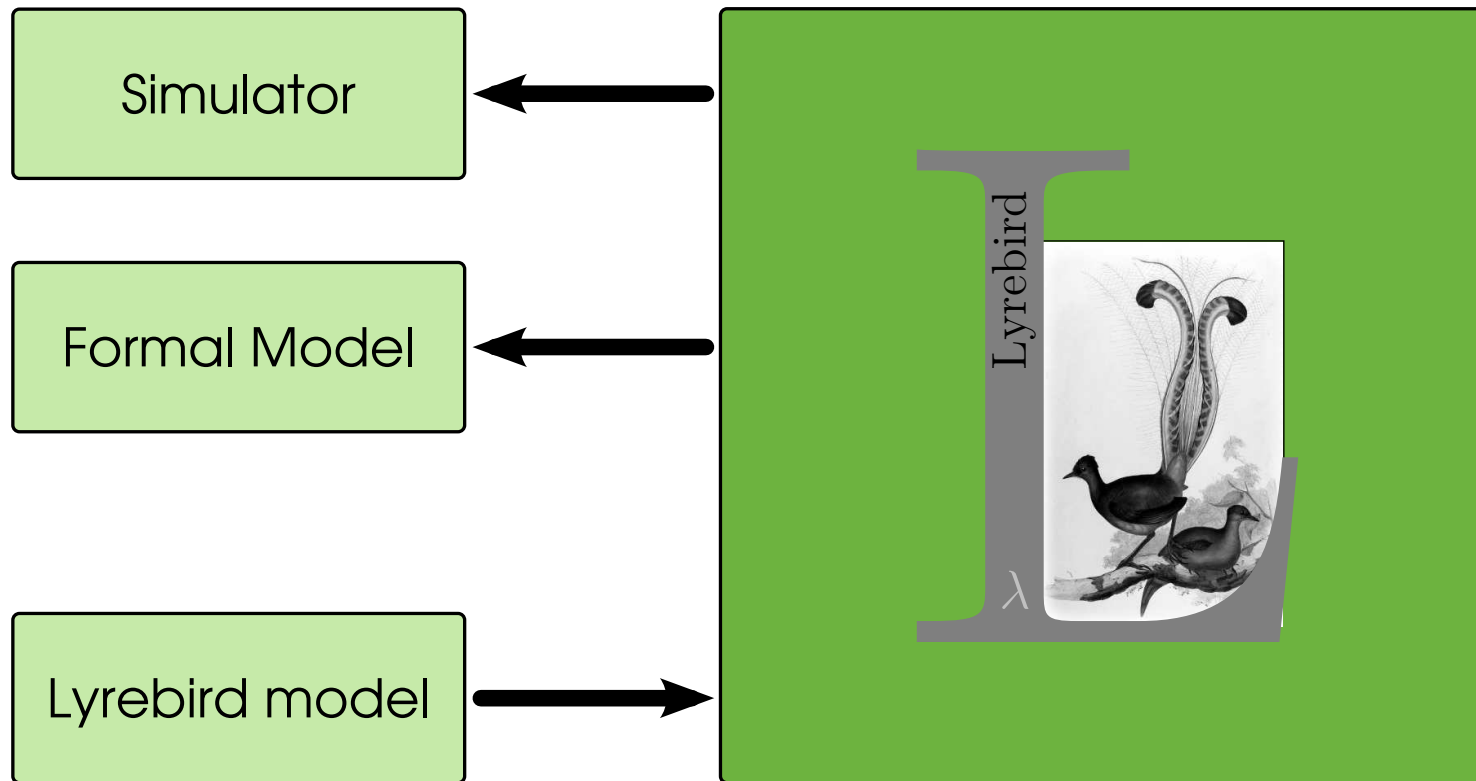 Simulator
Formal Model
Lyrebird model
Lyrebird
λ